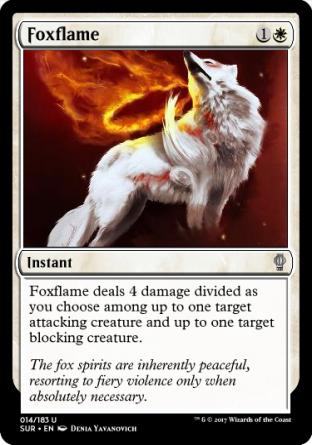 Foxflame 1
Instant
Foxflame deals 4 damage divided as
you choose among up to one target
attacking creature and up to one target
blocking creature.
The fox spirits are inherently peaceful,
resorting to fiery violence only when
absolutely necessary.
014/183 U
SUR • EN Denia Yavanovich
™ & © 2017 Wizards of the Coast